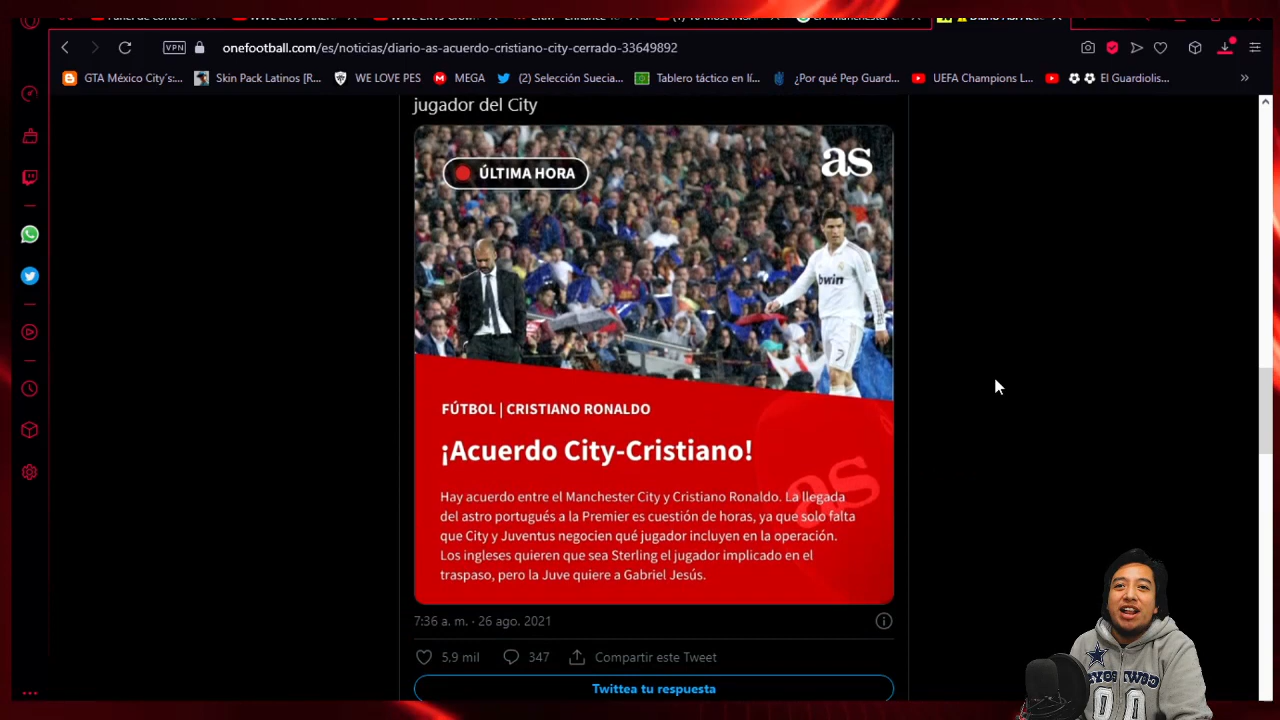 VPN
onefootball.com/es/noticias/diario-as-acuerdo-cristiano-city-cerrado-33649892
GTA México City´s:...
Skin Pack Latinos [R...
WE LOVE PES
MEGA
(2) Selección Suecia...
Tablero táctico en lí...
¿Por qué Pep Guard...
UEFA Champions L...
El Guardiolis...
»
jugador del City
ÚLTIMA HORA
as
bwin
7
FÚTBOL | CRISTIANO RONALDO
¡Acuerdo City-Cristiano!
as
Hay acuerdo entre el Manchester City y Cristiano Ronaldo. La llegada
del astro portugués a la Premier es cuestión de horas, ya que solo falta
que City y Juventus negocien qué jugador incluyen en la operación.
Los ingleses quieren que sea Sterling el jugador implicado en el
traspaso, pero la Juve quiere a Gabriel Jesús.
7:36 a. m. · 26 ago. 2021
5,9 mil
347
Compartir este Tweet
Twittea tu respuesta